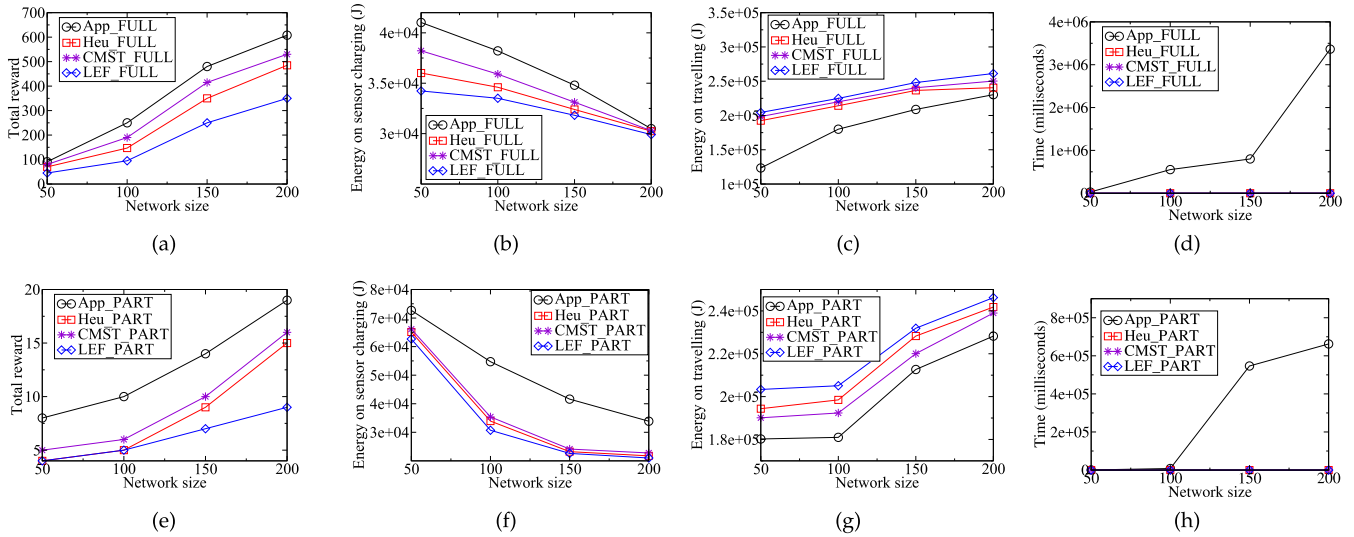 700
600
500
400
300
200
100
0
Total reward
App_FULL
Heu_FULL
CMST_FULL
LEF_FULL
50 100 150 200
Network size
(a)
4e+04
3.5e+04
3e+04
Energy on sensor charging (J)
App_FULL
Heu_FULL
CMST_FULL
LEF_FULL
50 100 150 200
Network size
(b)
3.5e+05
3e+05
2.5e+05
2e+05
1.5e+05
1e+05
Energy on travelling (J)
App_FULL
Heu_FULL
CMST_FULL
LEF_FULL
50 100 150 200
Network size
(c)
4e+06
3e+06
2e+06
1e+06
0
Time (milliseconds)
App_FULL
Heu_FULL
CMST_FULL
LEF_FULL
50 100 150 200
Network size
(d)
20
15
10
5
Total reward
App_PART
Heu_PART
CMST_PART
LEF_PART
50 100 150 200
Network size
(e)
8e+04
7e+04
6e+04
5e+04
4e+04
3e+04
Energy on sensor charging (J)
App_PART
Heu_PART
CMST_PART
LEF_PART
50 100 150 200
Network size
(f)
2.4e+05
2.2e+05
2e+05
1.8e+05
Energy on travelling (J)
App_PART
Heu_PART
CMST_PART
LEF_PART
50 100 150 200
Network size
(g)
8e+05
6e+05
4e+05
2e+05
0
Time (milliseconds)
App_PART
Heu_PART
CMST_PART
LEF_PART
50 100 150 200
Network size
(h)